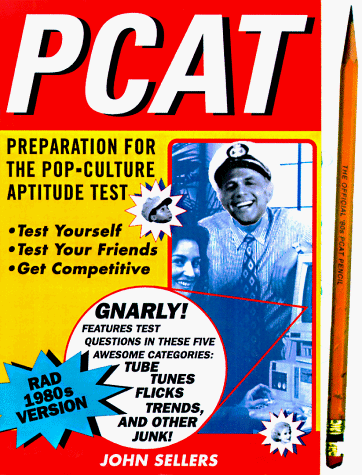 PCAT
PREPARATION FOR
THE POP-CULTURE
APTITUDE TEST
•Test Yourself
•Test Your Friends
•Get Competitive
GNARLY!
FEATURES TEST
QUESTIONS IN THESE FIVE
AWESOME CATEGORIES:
TUBE
TUNES
FLICKS
TRENDS,
AND OTHER
JUNK!
RAD
1980s
VERSION
JOHN SELLERS
THE OFFICIAL '80s PCAT PENCIL